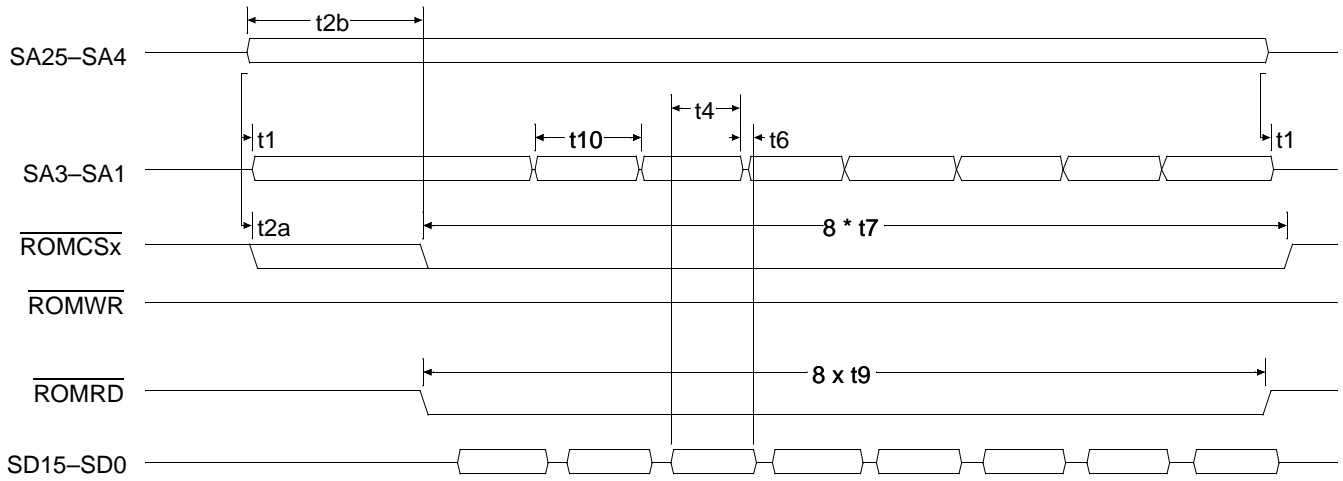 t2b
SA25–SA4
t4
t1
t10
t6
t1
SA3–SA1
t2a
8 * t7
ROMCSx
ROMWR
8 x t9
ROMRD
SD15–SD0